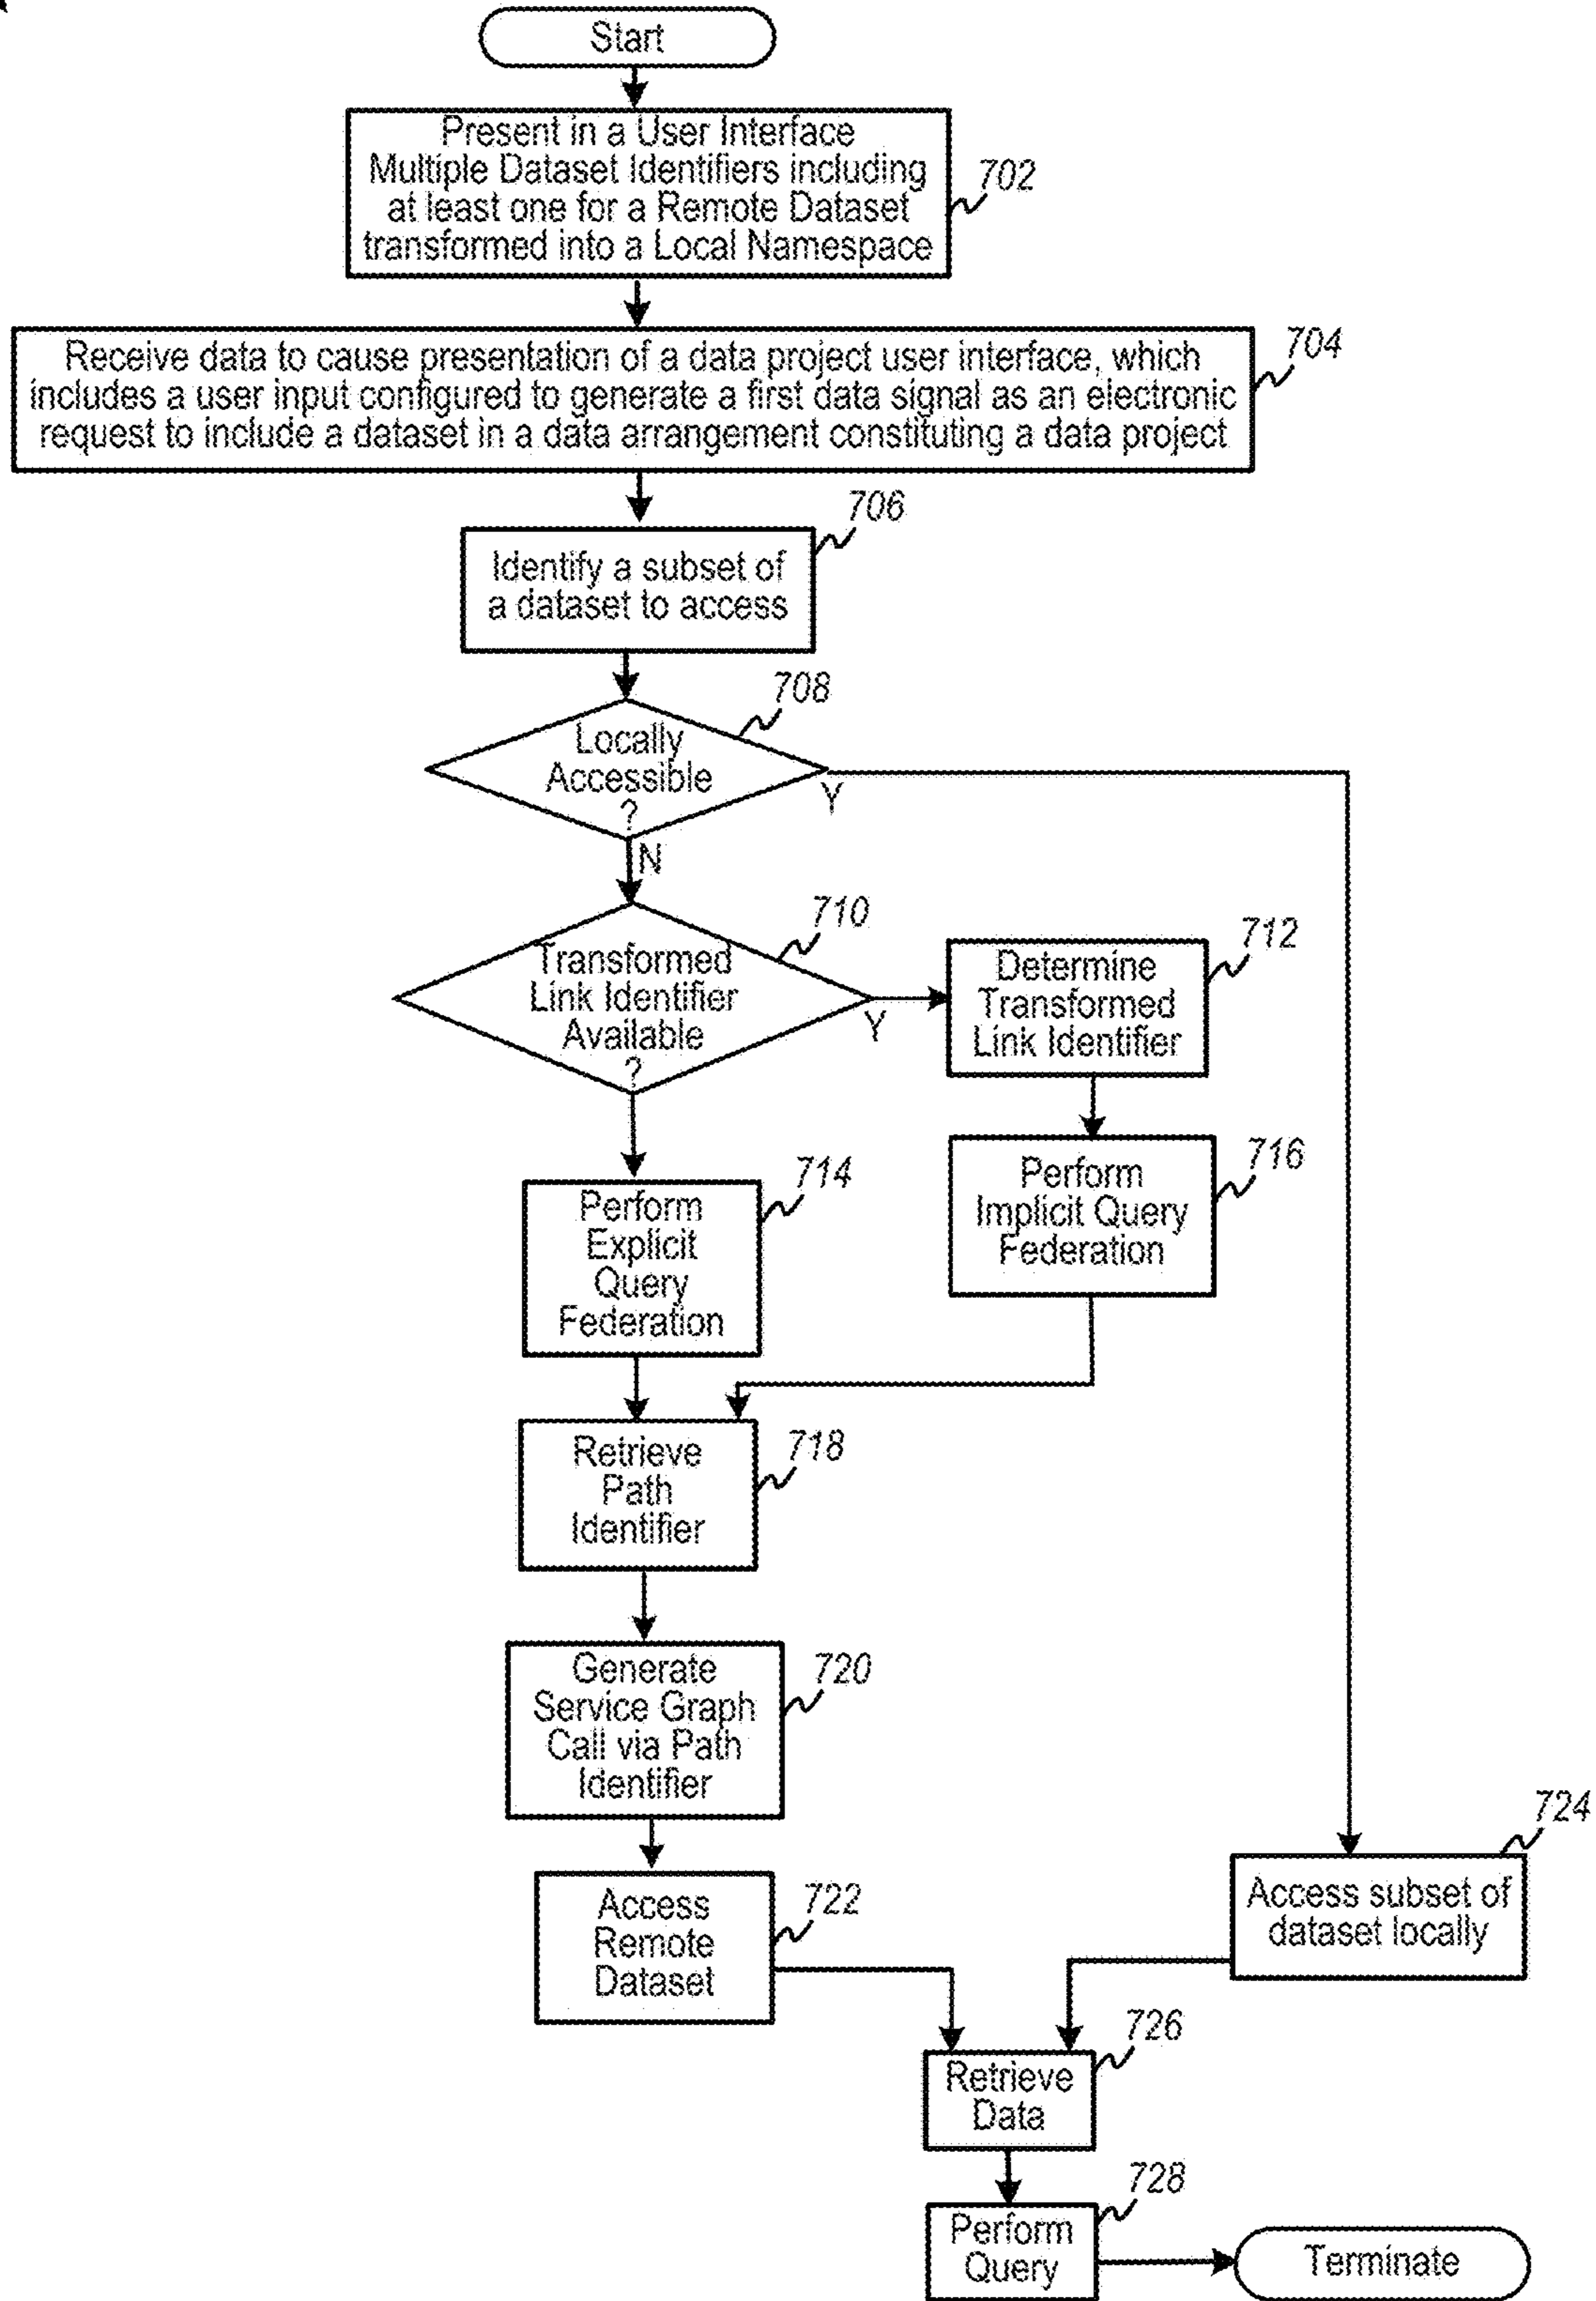 Start
Present in a User Interface
Multiple Dataset Identifiers including
at least one for a Remote Dataset
transformed into a Local Namespace
702
Receive data to cause presentation of a data project user interface, which
includes a user input configured to generate a first data signal as an electronic
request to include a dataset in a data arrangement constituting a data project
704
706
Identify a subset of
a dataset to access
708
Locally
Accessible
?
Y
N
710
Transformed
Link Identifier
Available
?
Y
712
Determine
Transformed
Link Identifier
714
Perform
Explicit
Query
Federation
716
Perform
Implicit Query
Federation
718
Retrieve
Path
Identifier
720
Generate
Service Graph
Call via Path
Identifier
722
Access
Remote
Dataset
724
Access subset of
dataset locally
726
Retrieve
Data
728
Perform
Query
Terminate